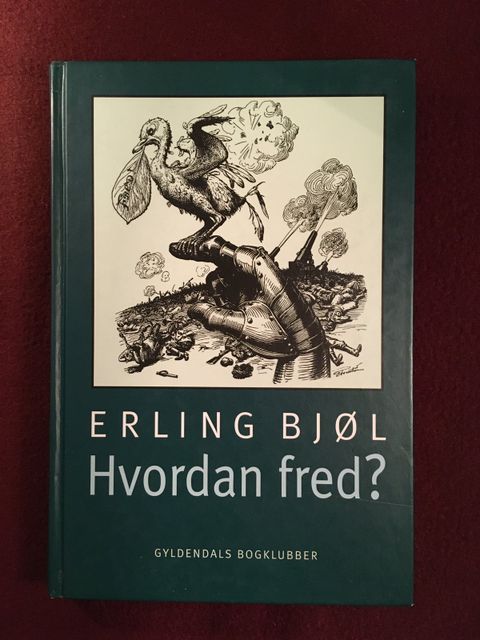 ERLING BJØL
Hvordan fred?
GYLDENDALS BOGKLUBBER